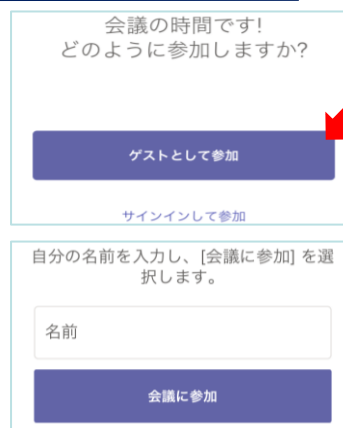 会議の時間です!
どのように参加しますか?
ゲストとして参加
サインインして参加
自分の名前を入力し、[会議に参加] を選
択します。
名前
会議に参加